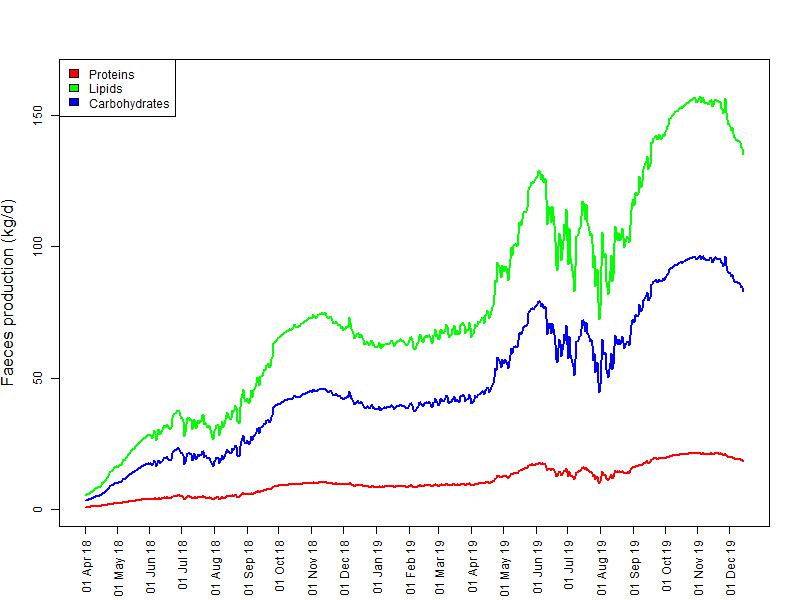 Proteins
Lipids
Carbohydrates
Faeces production (kg/d)
150
100
50
0
01 Apr 18
01 May 18
01 Jun 18
01 Jul 18
01 Aug 18
01 Sep 18
01 Oct 18
01 Nov 18
01 Dec 18
01 Jan 19
01 Feb 19
01 Mar 19
01 Apr 19
01 May 19
01 Jun 19
01 Jul 19
01 Aug 19
01 Sep 19
01 Oct 19
01 Nov 19
01 Dec 19